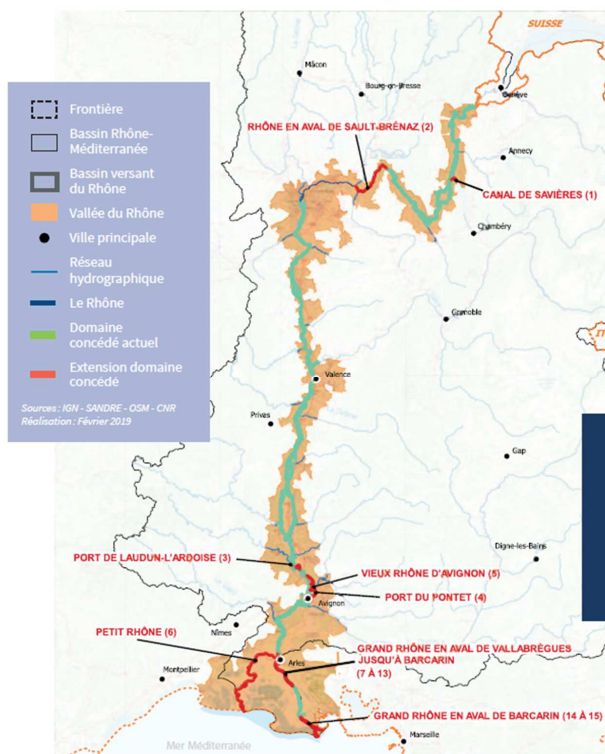 SUISSE
Mâcon
Bourg-en-Bresse
Genève
RHÔNE EN AVAL DE SAULT-BRÉNAZ (2)
Annecy
CANAL DE SAVIÈRES (1)
Chambéry
Grenoble
Frontière
Bassin Rhône-
Méditerranée
Bassin versant
du Rhône
Vallée du Rhône
Ville principale
Réseau
hydrographique
Le Rhône
Domaine
concédé actuel
Extension domaine
concédé
Sources : IGN - SANDRE - OSM - CNR
Réalisation : Février 2019
Valence
Privas
Gap
Digne-les-Bains
PORT DE LAUDUN-L'ARDOISE (3)
VIEUX RHÔNE D'AVIGNON (5)
PORT DU PONTET (4)
Avignon
PETIT RHÔNE (6)
Nîmes
GRAND RHÔNE EN AVAL DE VALLABRÈGUES
JUSQU'À BARCARIN
(7 À 13)
Arles
Montpellier
GRAND RHÔNE EN AVAL DE BARCARIN (14 À 15)
Marseille
Mer Méditerranée